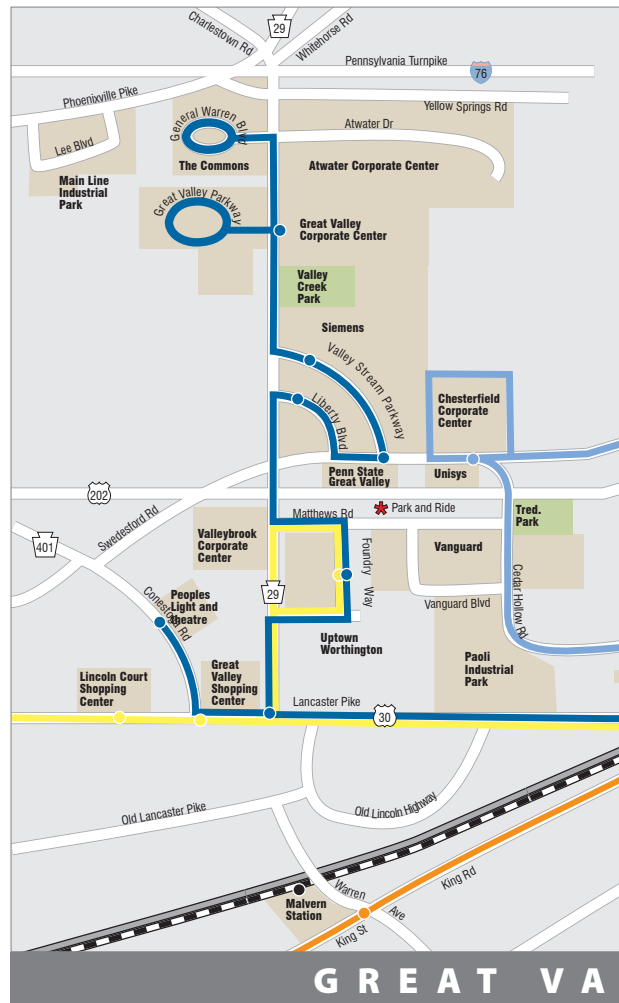 29
Charlestown Rd
Whitehorse Rd
Pennsylvania Turnpike
76
Phoenixville Pike
Yellow Springs Rd
General Warren Blvd
Atwater Dr
Lee Blvd
The Commons
Atwater Corporate Center
Main Line
Industrial
Park
Great Valley Parkway
Great Valley
Corporate Center
Valley
Creek
Park
Siemens
Valley Stream Parkway
Liberty Blvd
Chesterfield
Corporate
Center
Penn State
Great Valley
Unisys
202
Swedesford Rd
Matthews Rd
Park and Ride
Tred.
Park
401
Valleybrook
Corporate
Center
Foundry Way
Vanguard
Cedar Hollow Rd
29
Conestoga Rd
Peoples
Light and
Theatre
Vanguard Blvd
Uptown
Worthington
Lincoln Court
Shopping
Center
Great
Valley
Shopping
Center
Paoli
Industrial
Park
Lancaster Pike
30
Old Lancaster Pike
Old Lincoln Highway
Warren Ave
King Rd
Malvern
Station
King St
GREAT VA